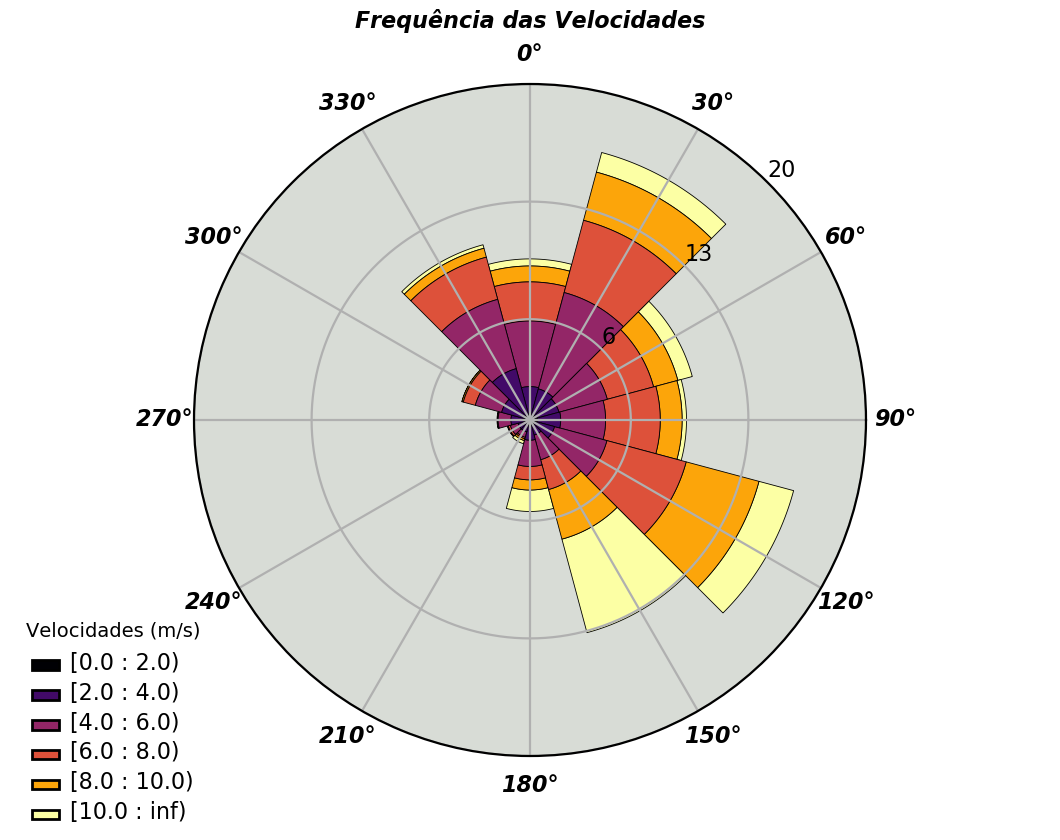 Frequência das Velocidades
0°
330°
30°
20
300°
60°
13
6
270°
90°
240°
120°
210°
150°
180°
Velocidades (m/s)
[0.0 : 2.0)
[2.0 : 4.0)
[4.0 : 6.0)
[6.0 : 8.0)
[8.0 : 10.0)
[10.0 : inf)